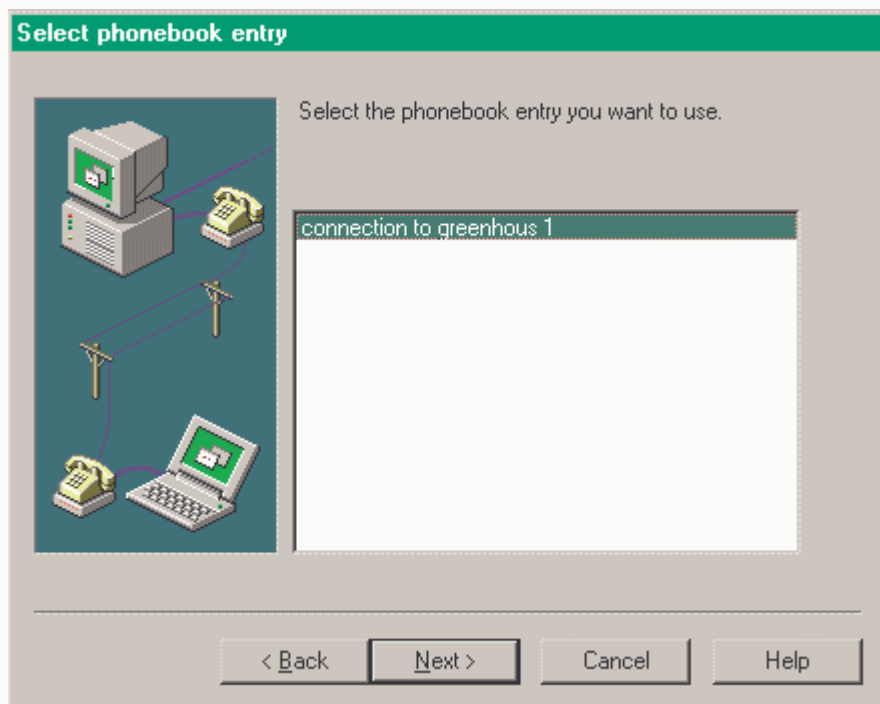 Select phonebook entry
Select the phonebook entry you want to use.
connection to greenhous 1
< Back
Next >
Cancel
Help